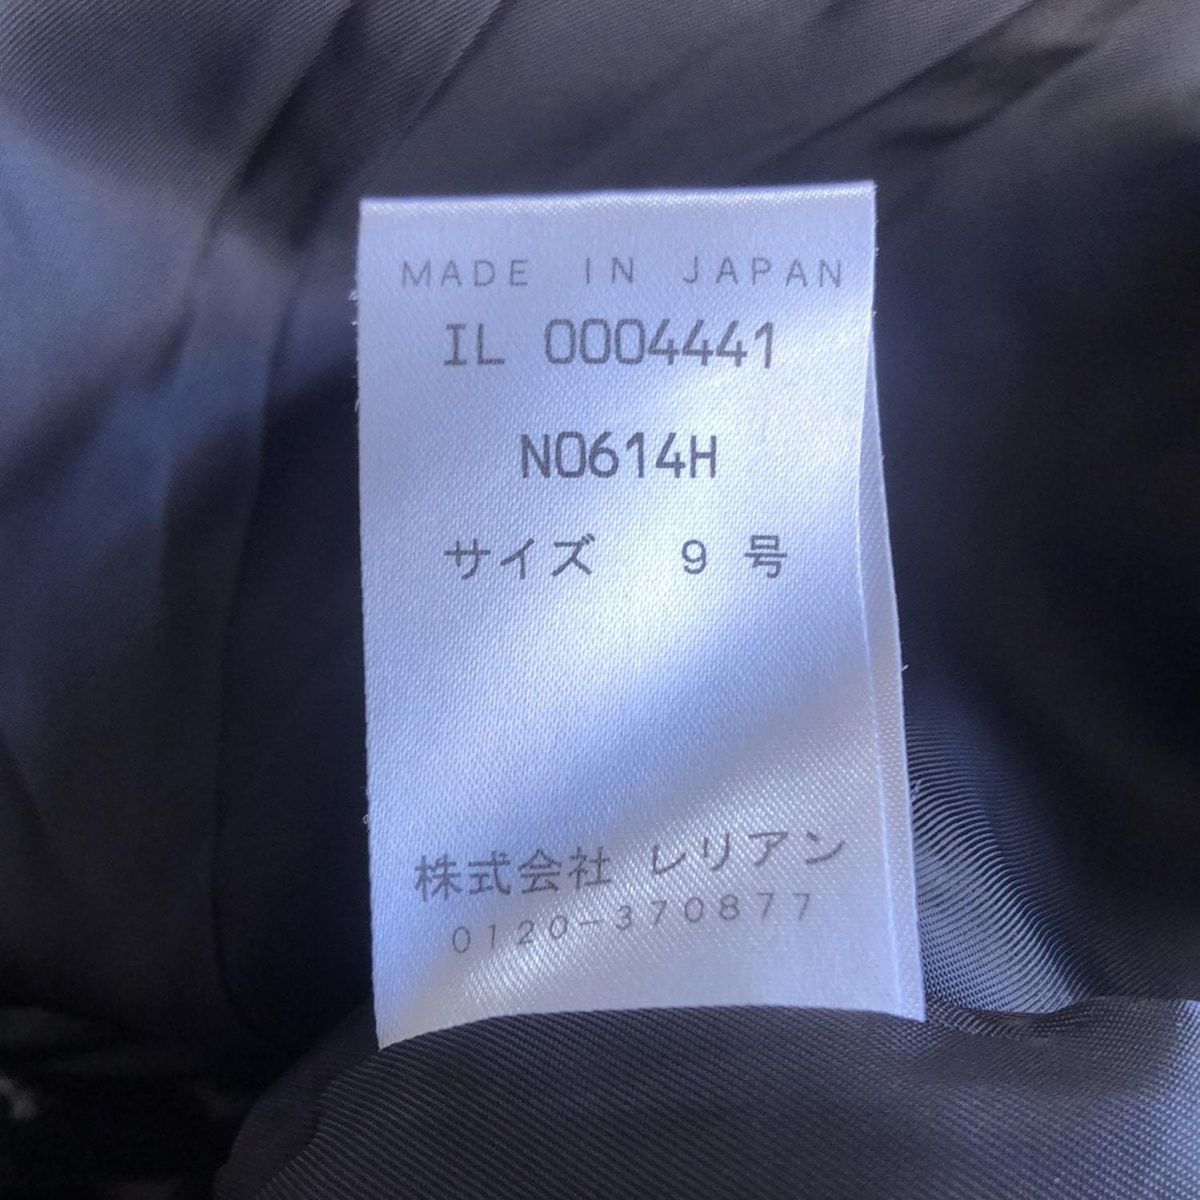 MADE IN JAPAN
IL 0004441
N0614H
サイズ 9 号
株式会社 レリアン
0120-370877